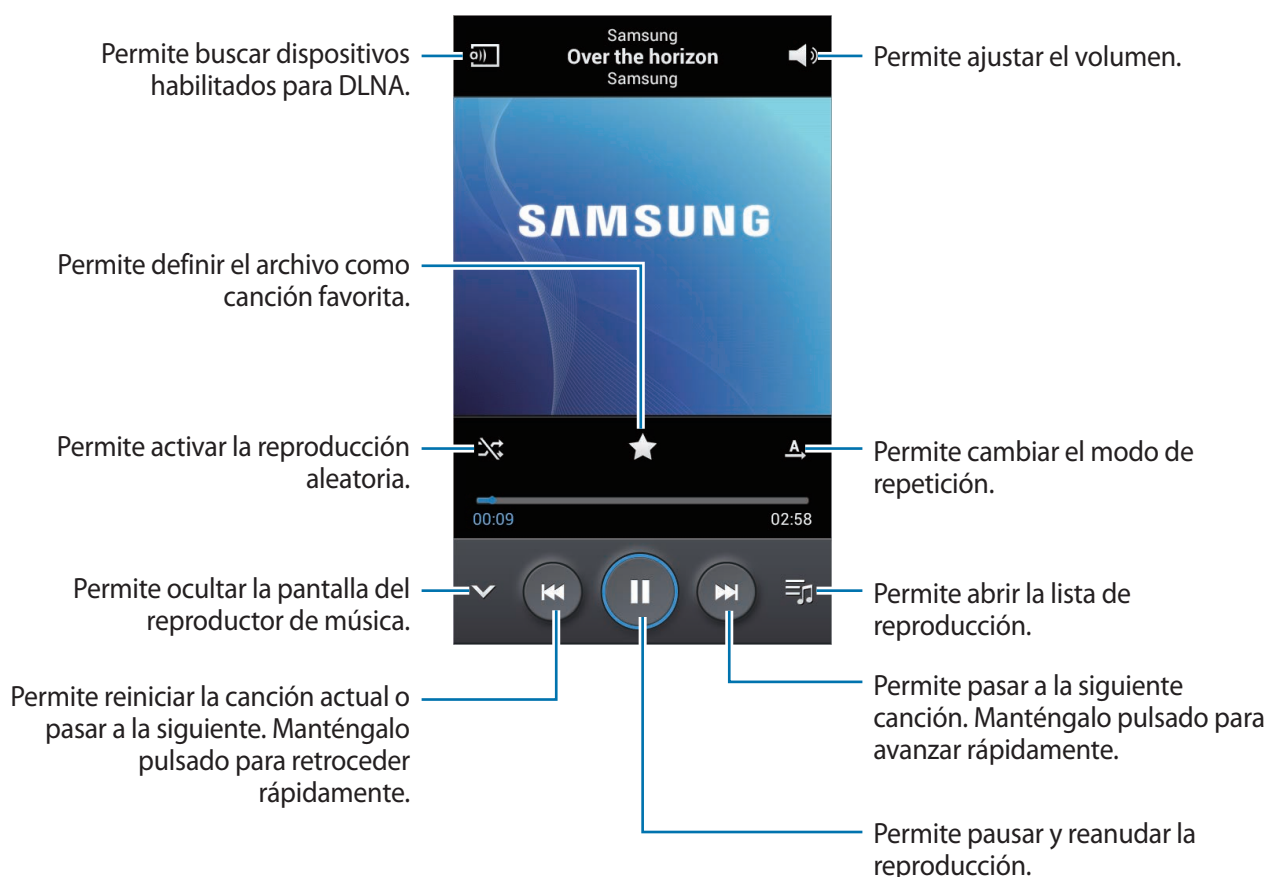 Permite buscar dispositivos
habilitados para DLNA.
Samsung
Over the horizon
Samsung
Permite ajustar el volumen.
SAMSUNG
Permite definir el archivo como
canción favorita.
Permite activar la reproducción
aleatoria.
A
Permite cambiar el modo de
repetición.
00:09
02:58
Permite ocultar la pantalla del
reproductor de música.
Permite abrir la lista de
reproducción.
Permite reiniciar la canción actual o
pasar a la siguiente. Manténgalo
pulsado para retroceder
rápidamente.
Permite pasar a la siguiente
canción. Manténgalo pulsado para
avanzar rápidamente.
Permite pausar y reanudar la
reproducción.